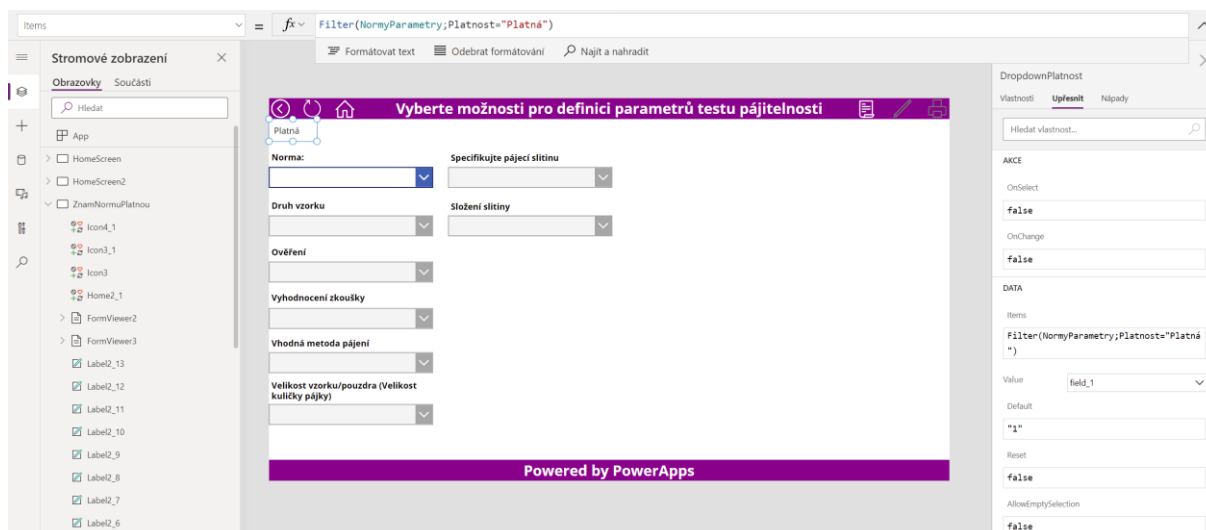 Items
= fx Filter(NormyParametry;Platnost="Platná")
Formátovat text Odebrat formátování Najít a nahradit
Stromové zobrazení
Obrazovky Součásti
Hledat
App
HomeScreen
HomeScreen2
ZnamNormuPlatnou
Icon4_1
Icon3_1
Icon3
Home2_1
FormViewer2
FormViewer3
Label2_13
Label2_12
Label2_11
Label2_10
Label2_9
Label2_8
Label2_7
Label2_6
Vyberte možnosti pro definici parametrů testu pájitelnosti
Platná
Norma:
Specifikujte pájecí slitinu
Druh vzorku
Složení slitiny
Ověření
Vyhodnocení zkoušky
Vhodná metoda pájení
Velikost vzorku/pouzdra (Velikost
kuličky pájky)
Powered by PowerApps
DropdownPlatnost
Vlastnosti Upřesnit Nápady
Hledat vlastnost...
AKCE
OnSelect
false
OnChange
false
DATA
Items
Filter(NormyParametry;Platnost="Platná
")
Value field_1
Default
"1"
Reset
false
AllowEmptySelection
false